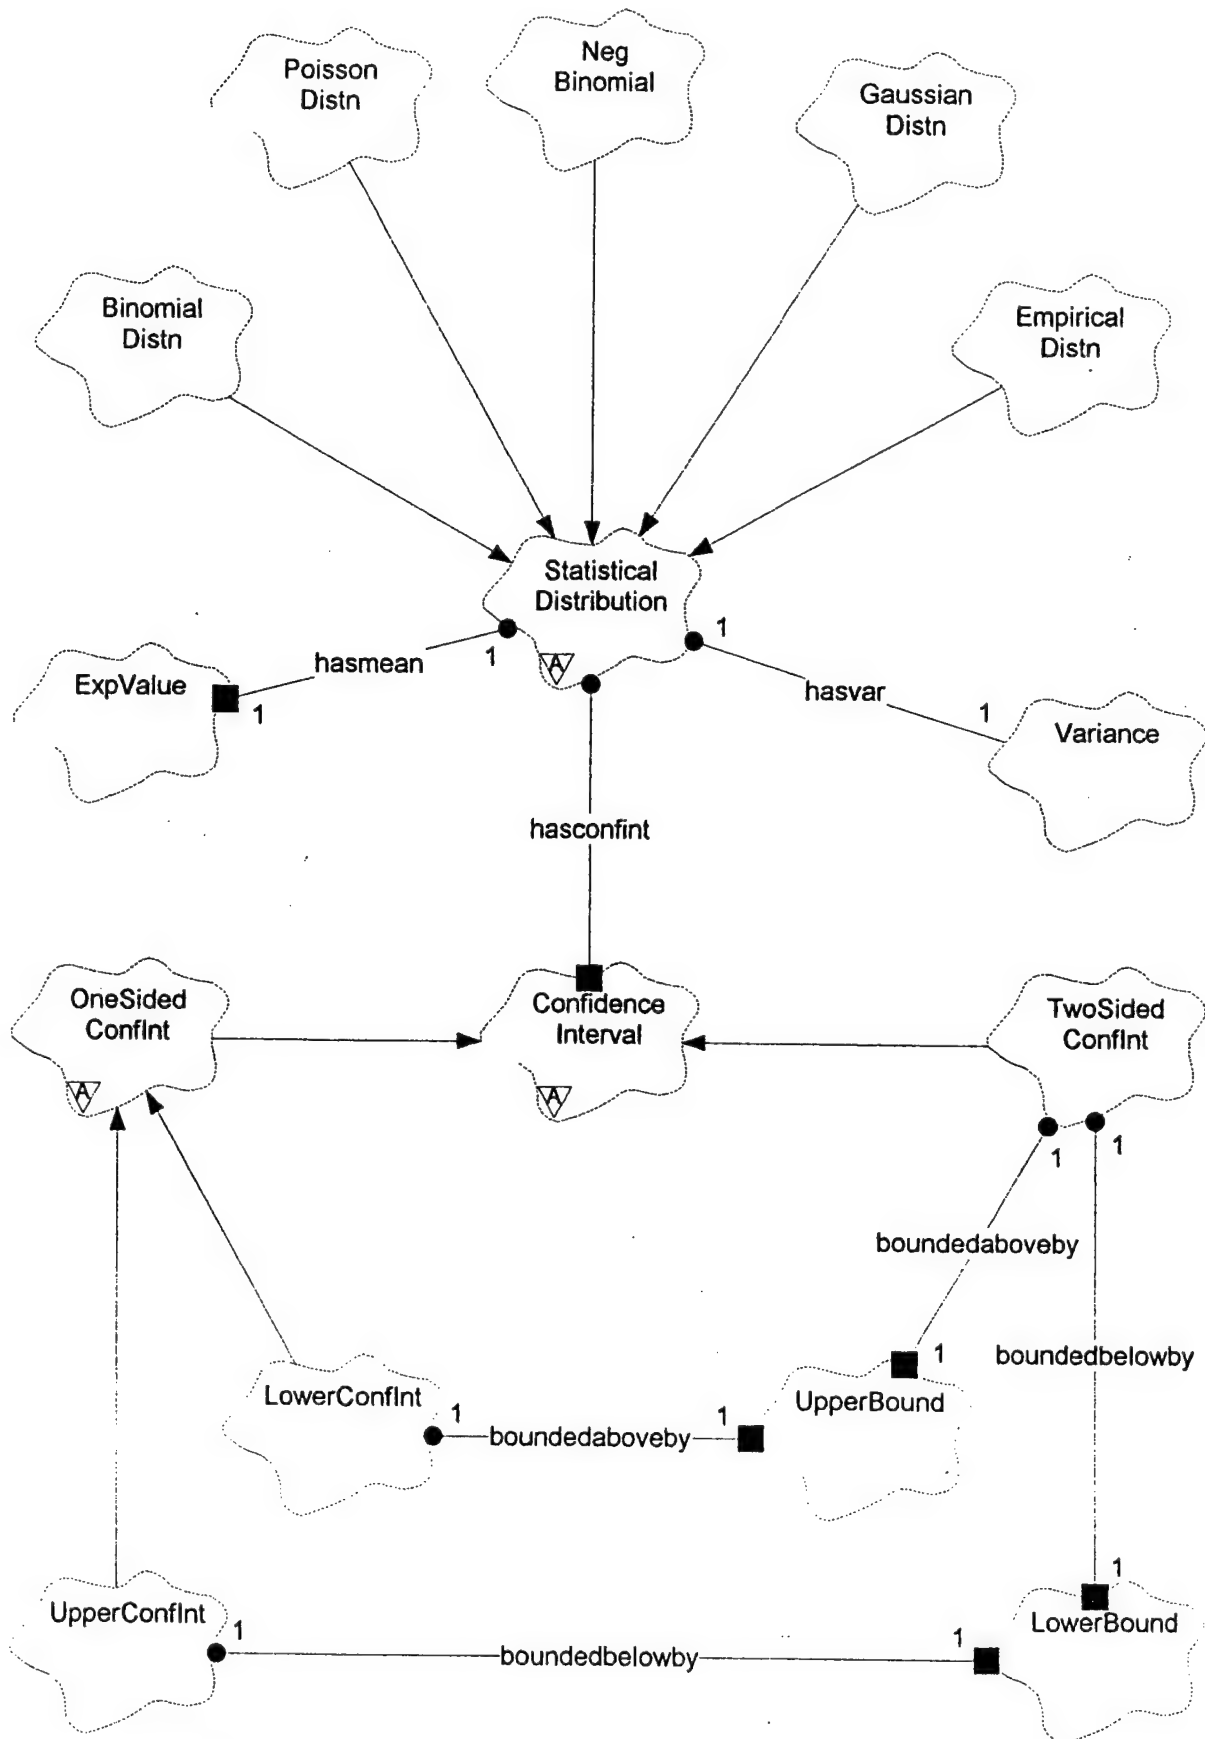 Neg
Binomial
Poisson
Distn
Gaussian
Distn
Binomial
Distn
Empirical
Distn
Statistical
Distribution
A
1
1
hasmean
ExpValue
1
hasvar
1
Variance
hasconfint
OneSided
ConfInt
A
Confidence
Interval
A
TwoSided
ConfInt
1
1
boundedaboveby
boundedbelowby
LowerConfInt
1
boundedaboveby
1
1
UpperBound
UpperConfInt
1
boundedbelowby
1
1
LowerBound